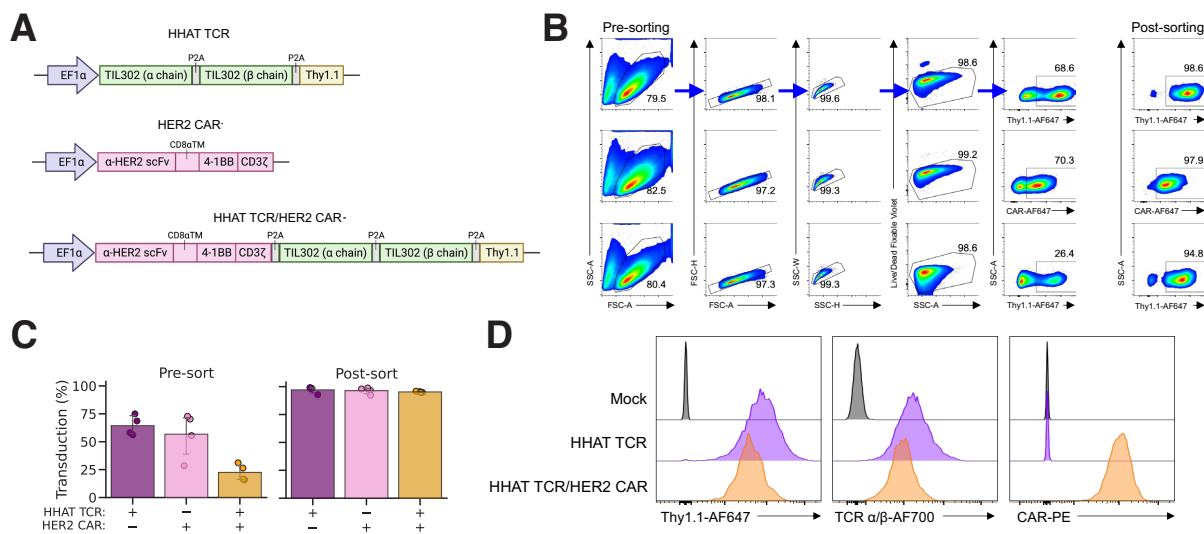 A
HHAT TCR
P2A
P2A
EF1α
TIL302 (α chain)
TIL302 (β chain)
Thy1.1
HER2 CAR-
CD8αTM
EF1α
α-HER2 scFv
4-1BB
CD3ζ
HHAT TCR/HER2 CAR-
CD8αTM
P2A
P2A
P2A
EF1α
α-HER2 scFv
4-1BB
CD3ζ
TIL302 (α chain)
TIL302 (β chain)
Thy1.1
B
Pre-sorting
Post-sorting
79.5
98.1
99.6
98.6
68.6
98.6
Thy1.1-AF647
Thy1.1-AF647
82.5
97.2
99.3
99.2
70.3
97.9
CAR-AF647
CAR-AF647
80.4
97.3
99.3
98.6
26.4
94.8
SSC-A
FSC-H
SSC-W
Live/Dead Fixable Violet
SSC-A
SSC-A
FSC-A
FSC-A
SSC-H
SSC-A
Thy1.1-AF647
Thy1.1-AF647
C
Pre-sort
Post-sort
Transduction (%)
100
75
50
25
0
HHAT TCR: + – + + – +
HER2 CAR: – + + – + +
D
Mock
HHAT TCR
HHAT TCR/HER2 CAR
Thy1.1-AF647
TCR α/β-AF700
CAR-PE